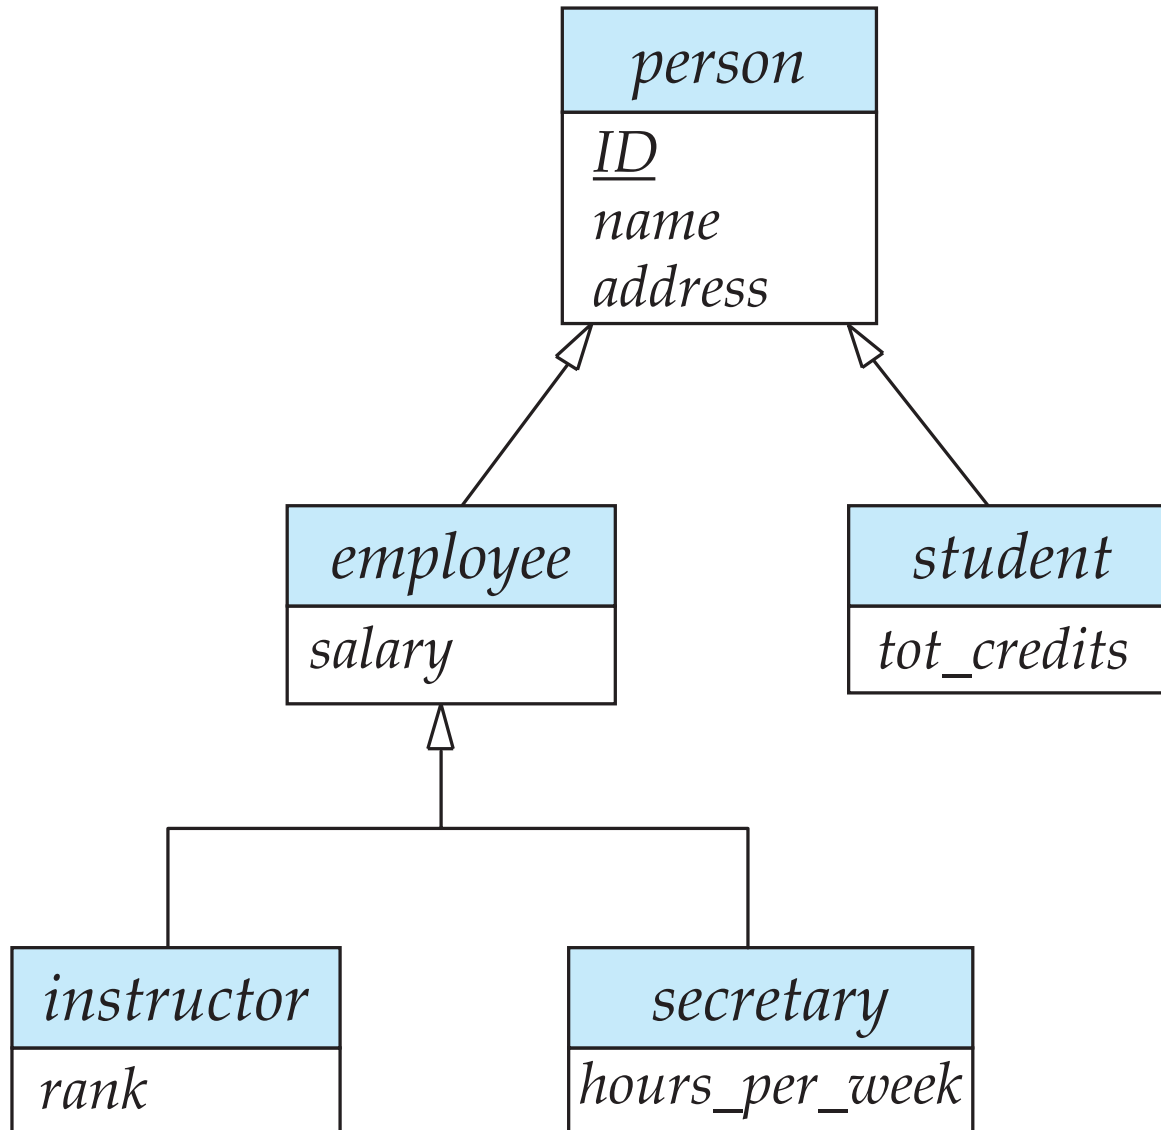 person
ID
name
address
employee
salary
student
tot_credits
instructor
rank
secretary
hours_per_week